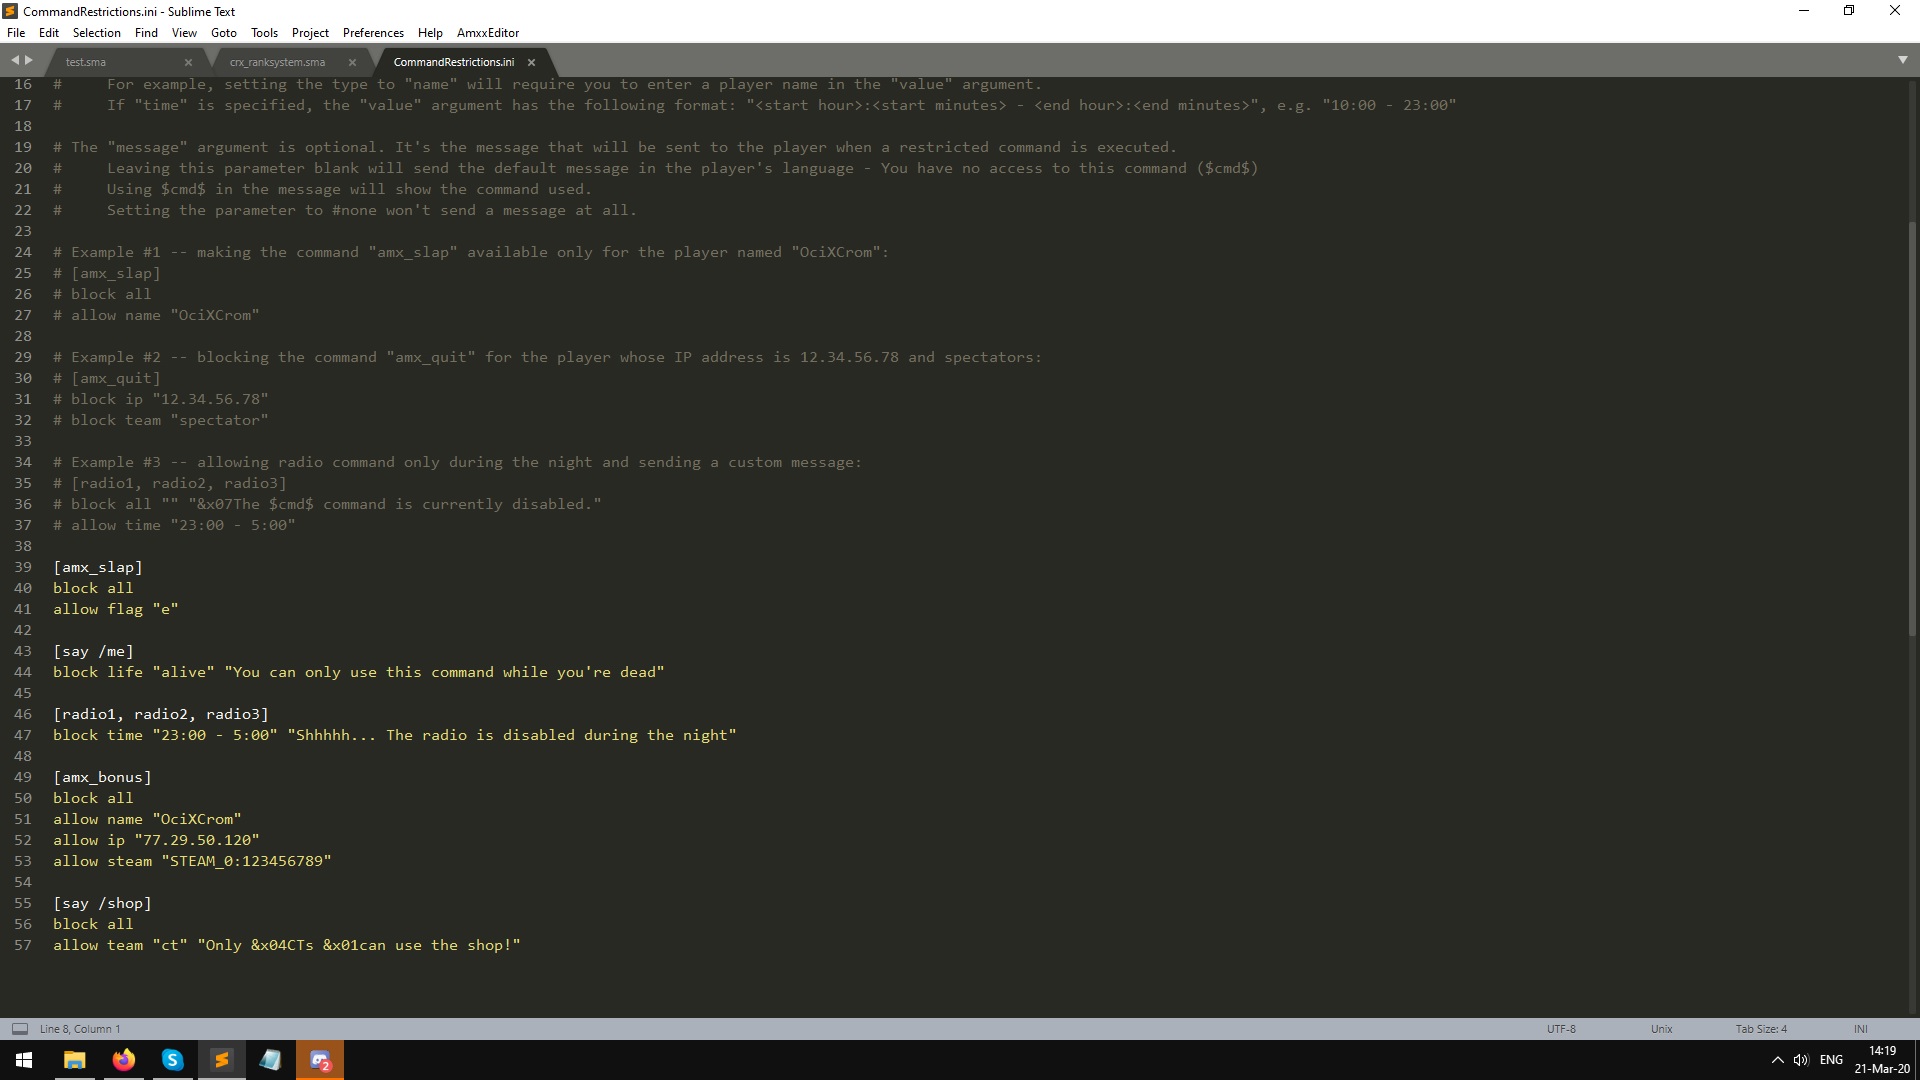 CommandRestrictions.ini - Sublime Text
File Edit Selection Find View Goto Tools Project Preferences Help AmxxEditor
test.sma crx_ranksystem.sma CommandRestrictions.ini
16 # For example, setting the type to "name" will require you to enter a player name in the "value" argument.
17 # If "time" is specified, the "value" argument has the following format: "<start hour>:<start minutes> - <end hour>:<end minutes>", e.g. "10:00 - 23:00"
18
19 # The "message" argument is optional. It's the message that will be sent to the player when a restricted command is executed.
20 # Leaving this parameter blank will send the default message in the player's language - You have no access to this command ($cmd$)
21 # Using $cmd$ in the message will show the command used.
22 # Setting the parameter to #none won't send a message at all.
23
24 # Example #1 -- making the command "amx_slap" available only for the player named "OciXCrom":
25 # [amx_slap]
26 # block all
27 # allow name "OciXCrom"
28
29 # Example #2 -- blocking the command "amx_quit" for the player whose IP address is 12.34.56.78 and spectators:
30 # [amx_quit]
31 # block ip "12.34.56.78"
32 # block team "spectator"
33
34 # Example #3 -- allowing radio command only during the night and sending a custom message:
35 # [radio1, radio2, radio3]
36 # block all "" "&x07The $cmd$ command is currently disabled."
37 # allow time "23:00 - 5:00"
38
39 [amx_slap]
40 block all
41 allow flag "e"
42
43 [say /me]
44 block life "alive" "You can only use this command while you're dead"
45
46 [radio1, radio2, radio3]
47 block time "23:00 - 5:00" "Shhhhh... The radio is disabled during the night"
48
49 [amx_bonus]
50 block all
51 allow name "OciXCrom"
52 allow ip "77.29.50.120"
53 allow steam "STEAM_0:123456789"
54
55 [say /shop]
56 block all
57 allow team "ct" "Only &x04CTs &x01can use the shop!"
Line 8, Column 1 UTF-8 Unix Tab Size: 4 INI
2 ENG 14:19
21-Mar-20